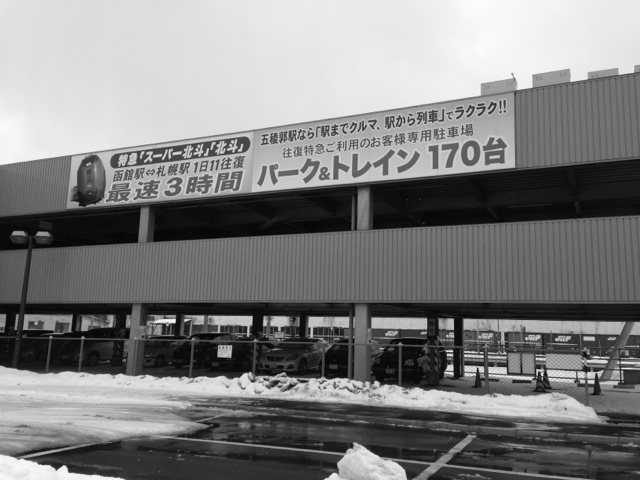 特急「スーパー北斗」「北斗」
函館駅⇔札幌駅 1日11往復
最速3時間
五稜郭駅なら「駅までクルマ、駅から列車」でラクラク!!
往復特急ご利用のお客様専用駐車場
パーク&トレイン 170台